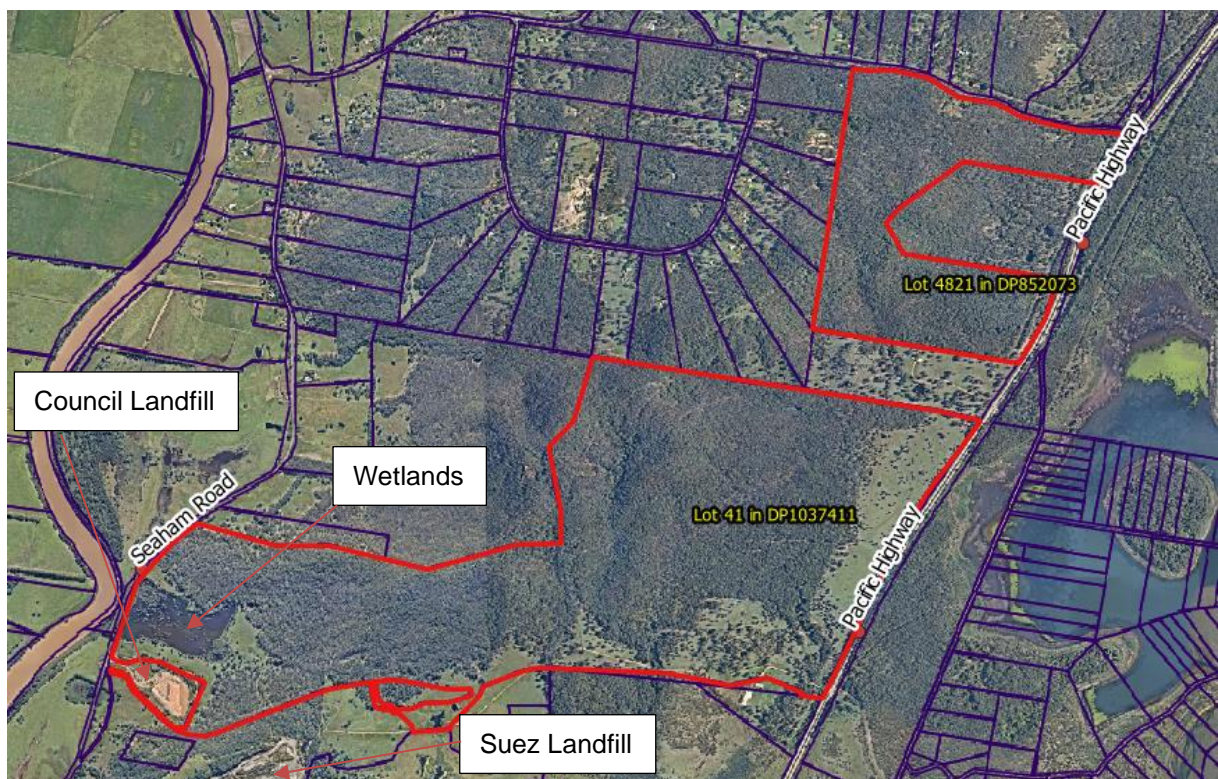 Pacific Highway
Lot 4821 in DP852073
Council Landfill
Wetlands
Seaham Road
Lot 41 in DP1037411
Pacific Highway
Suez Landfill